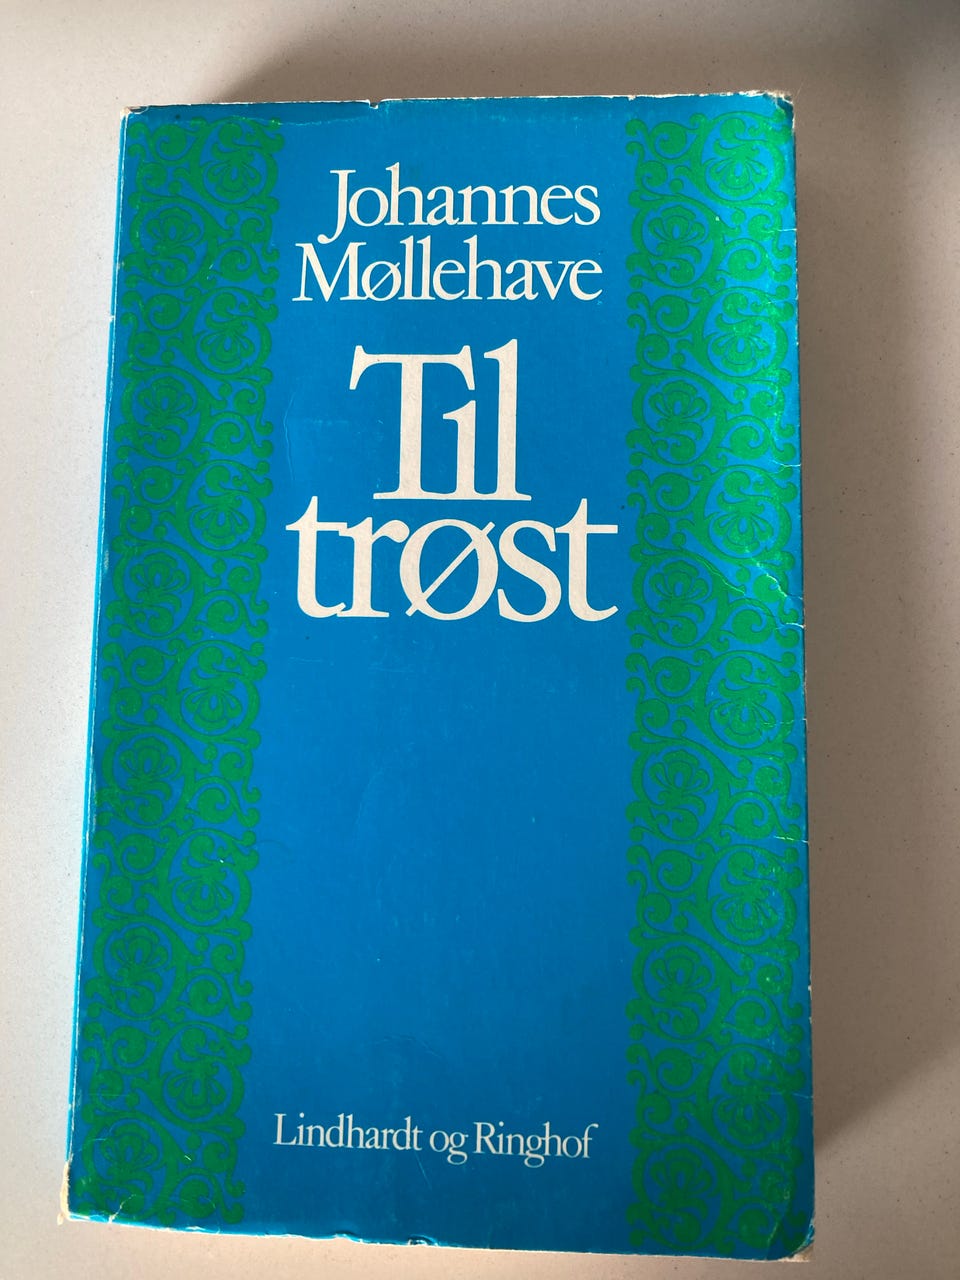 Johannes
Møllehave
Til
trøst
Lindhardt og Ringhof